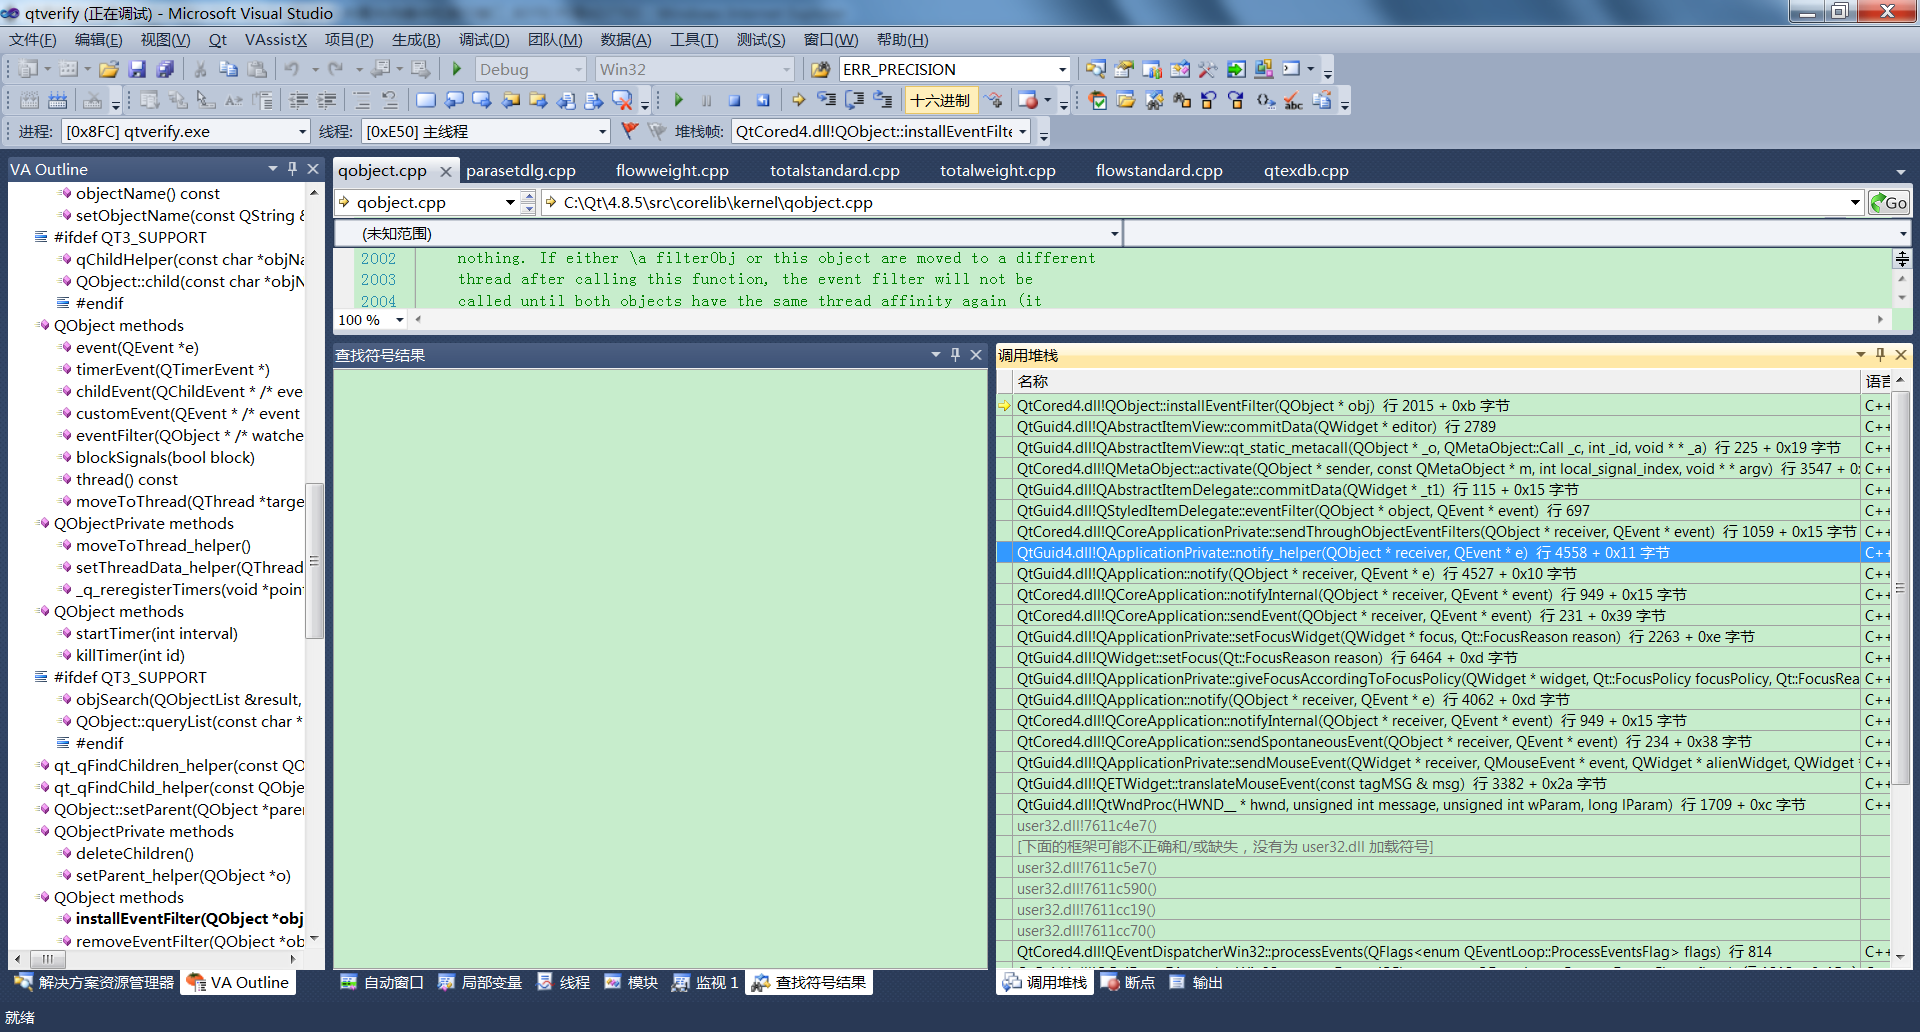 qtverify (正在调试) - Microsoft Visual Studio
文件(F) 编辑(E) 视图(V) Qt VAssistX 项目(P) 生成(B) 调试(D) 团队(M) 数据(A) 工具(T) 测试(S) 窗口(W) 帮助(H)
Debug Win32 ERR_PRECISION
十六进制
进程: [0x8FC] qtverify.exe 线程: [0xE50] 主线程 堆栈帧: QtCored4.dll!QObject::installEventFilte
VA Outline
objectName() const
setObjectName(const QString &
#ifdef QT3_SUPPORT
qChildHelper(const char *objNa
QObject::child(const char *objN
#endif
QObject methods
event(QEvent *e)
timerEvent(QTimerEvent *)
childEvent(QChildEvent * /* eve
customEvent(QEvent * /* event
eventFilter(QObject * /* watche
blockSignals(bool block)
thread() const
moveToThread(QThread *targe
QObjectPrivate methods
moveToThread_helper()
setThreadData_helper(QThread
_q_reregisterTimers(void *poin
QObject methods
startTimer(int interval)
killTimer(int id)
#ifdef QT3_SUPPORT
objSearch(QObjectList &result,
QObject::queryList(const char *
#endif
qt_qFindChildren_helper(const QO
qt_qFindChild_helper(const QObje
QObject::setParent(QObject *parer
QObjectPrivate methods
deleteChildren()
setParent_helper(QObject *o)
QObject methods
installEventFilter(QObject *obj
removeEventFilter(QObject *ob
解决方案资源管理器 VA Outline
qobject.cpp parasetdlg.cpp flowweight.cpp totalstandard.cpp totalweight.cpp flowstandard.cpp qtexdb.cpp
qobject.cpp C:\Qt\4.8.5\src\corelib\kernel\qobject.cpp Go
(未知范围)
2002 nothing. If either \a filterObj or this object are moved to a different
2003 thread after calling this function, the event filter will not be
2004 called until both objects have the same thread affinity again (it
100 %
查找符号结果
自动窗口 局部变量 线程 模块 监视 1 查找符号结果
调用堆栈
名称 语言
QtCored4.dll!QObject::installEventFilter(QObject * obj) 行 2015 + 0xb 字节 C++
QtGuid4.dll!QAbstractItemView::commitData(QWidget * editor) 行 2789 C++
QtGuid4.dll!QAbstractItemView::qt_static_metacall(QObject * _o, QMetaObject::Call _c, int _id, void * * _a) 行 225 + 0x19 字节 C++
QtCored4.dll!QMetaObject::activate(QObject * sender, const QMetaObject * m, int local_signal_index, void * * argv) 行 3547 + 0 C++
QtGuid4.dll!QAbstractItemDelegate::commitData(QWidget * _t1) 行 115 + 0x15 字节 C++
QtGuid4.dll!QStyledItemDelegate::eventFilter(QObject * object, QEvent * event) 行 697 C++
QtCored4.dll!QCoreApplicationPrivate::sendThroughObjectEventFilters(QObject * receiver, QEvent * event) 行 1059 + 0x15 字节 C++
QtGuid4.dll!QApplicationPrivate::notify_helper(QObject * receiver, QEvent * e) 行 4558 + 0x11 字节 C++
QtGuid4.dll!QApplication::notify(QObject * receiver, QEvent * e) 行 4527 + 0x10 字节 C++
QtCored4.dll!QCoreApplication::notifyInternal(QObject * receiver, QEvent * event) 行 949 + 0x15 字节 C++
QtCored4.dll!QCoreApplication::sendEvent(QObject * receiver, QEvent * event) 行 231 + 0x39 字节 C++
QtGuid4.dll!QApplicationPrivate::setFocusWidget(QWidget * focus, Qt::FocusReason reason) 行 2263 + 0xe 字节 C++
QtGuid4.dll!QWidget::setFocus(Qt::FocusReason reason) 行 6464 + 0xd 字节 C++
QtGuid4.dll!QApplicationPrivate::giveFocusAccordingToFocusPolicy(QWidget * widget, Qt::FocusPolicy focusPolicy, Qt::FocusRea C++
QtGuid4.dll!QApplication::notify(QObject * receiver, QEvent * e) 行 4062 + 0xd 字节 C++
QtCored4.dll!QCoreApplication::notifyInternal(QObject * receiver, QEvent * event) 行 949 + 0x15 字节 C++
QtCored4.dll!QCoreApplication::sendSpontaneousEvent(QObject * receiver, QEvent * event) 行 234 + 0x38 字节 C++
QtGuid4.dll!QApplicationPrivate::sendMouseEvent(QWidget * receiver, QMouseEvent * event, QWidget * alienWidget, QWidget * C++
QtGuid4.dll!QETWidget::translateMouseEvent(const tagMSG & msg) 行 3382 + 0x2a 字节 C++
QtGuid4.dll!QtWndProc(HWND__ * hwnd, unsigned int message, unsigned int wParam, long lParam) 行 1709 + 0xc 字节 C++
user32.dll!7611c4e7()
[下面的框架可能不正确和/或缺失，没有为 user32.dll 加载符号]
user32.dll!7611c5e7()
user32.dll!7611c590()
user32.dll!7611cc19()
user32.dll!7611cc70()
QtCored4.dll!QEventDispatcherWin32::processEvents(QFlags<enum QEventLoop::ProcessEventsFlag> flags) 行 814 C++
调用堆栈 断点 输出
就绪